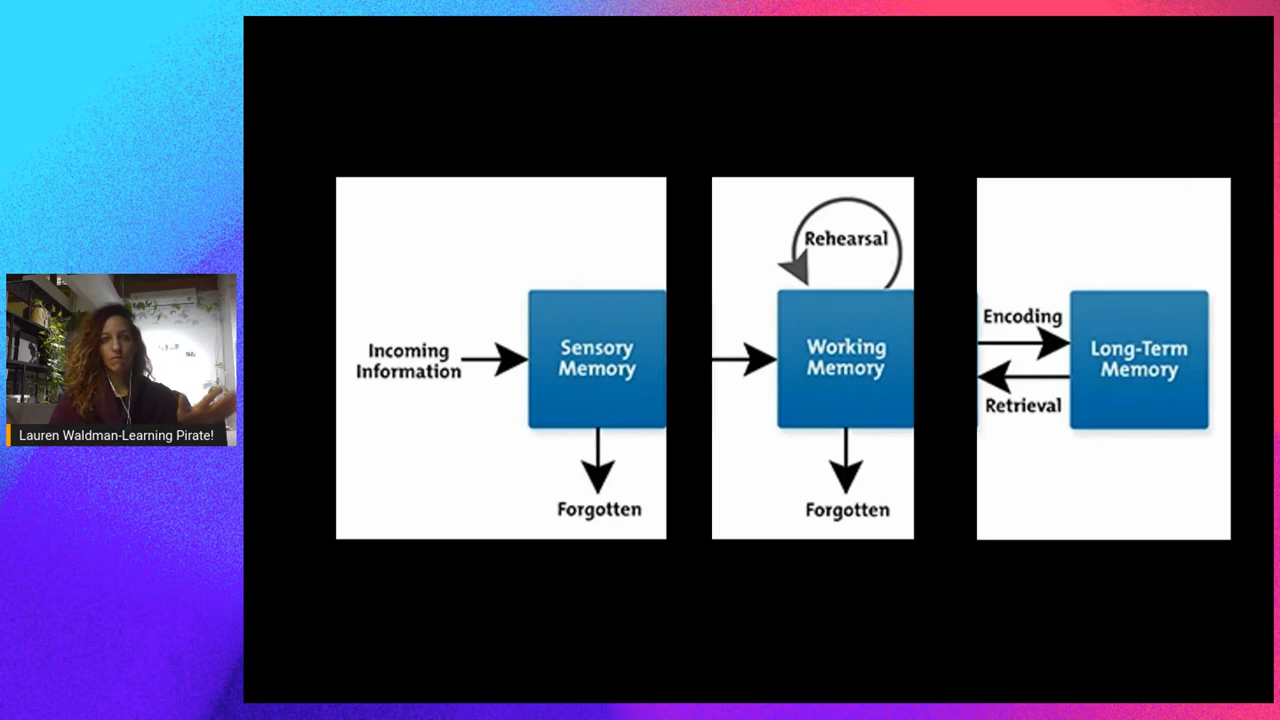 Lauren Waldman-Learning Pirate!
Incoming
Information
Sensory
Memory
Forgotten
Rehearsal
Working
Memory
Forgotten
Encoding
Retrieval
Long-Term
Memory